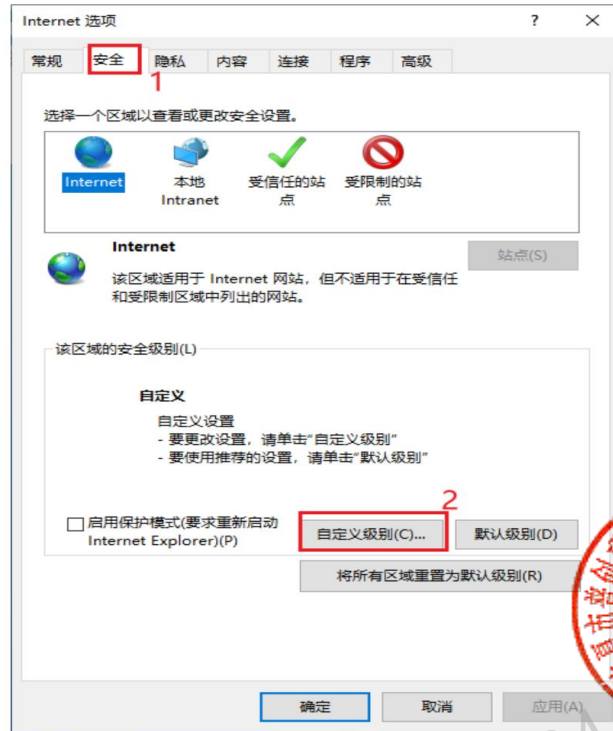 Internet 选项
?
×
常规 安全 隐私 内容 连接 程序 高级
1
选择一个区域以查看或更改安全设置。
Internet
本地
Intranet
受信任的站
点
受限制的站
点
Internet
站点(S)
该区域适用于 Internet 网站，但不适用于在受信任
和受限制区域中列出的网站。
该区域的安全级别(L)
自定义
自定义设置
- 要更改设置，请单击“自定义级别”
- 要使用推荐的设置，请单击“默认级别”
2
启用保护模式(要求重新启动
Internet Explorer)(P)
自定义级别(C)...
默认级别(D)
将所有区域重置为默认级别(R)
确定
取消
应用(A)